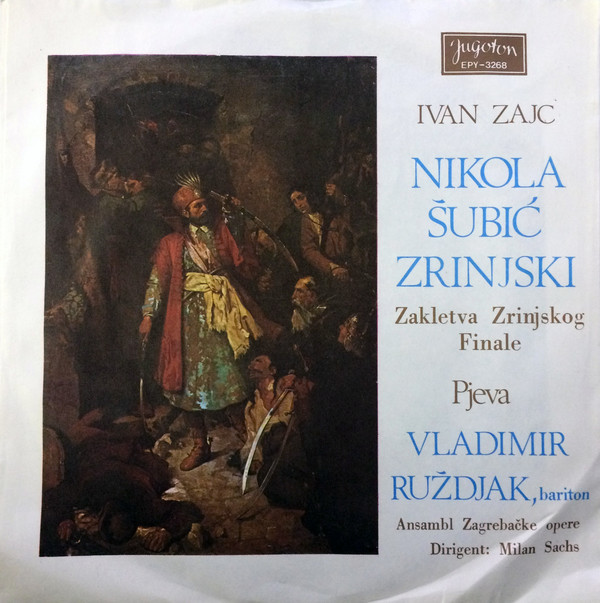 Jugoton
EPY-3268
IVAN ZAJC
NIKOLA
ŠUBIĆ
ZRINJSKI
Zakletva Zrinjskog
Finale
Pjeva
VLADIMIR
RUŽDJAK, bariton
Ansambl Zagrebačke opere
Dirigent: Milan Sachs